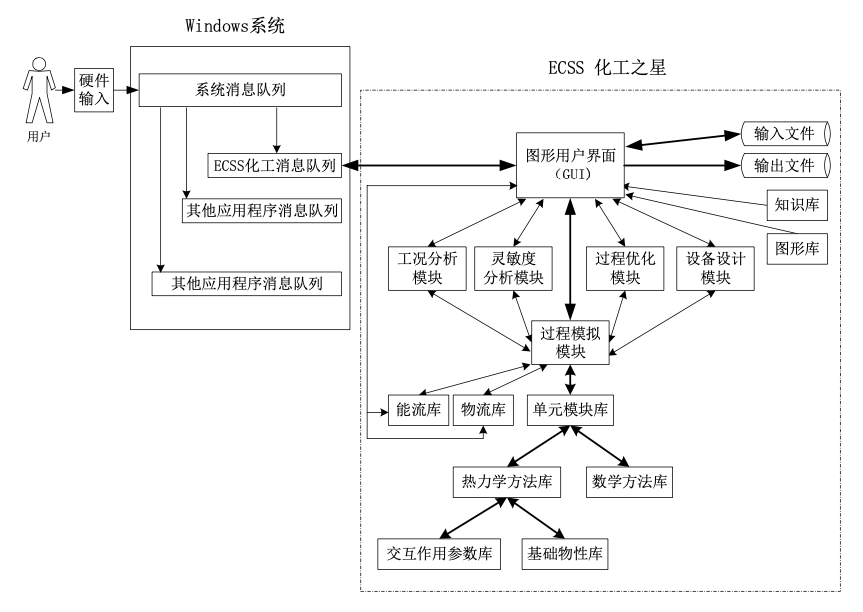 Windows系统
ECSS 化工之星
用户
硬件
输入
系统消息队列
ECSS化工消息队列
其他应用程序消息队列
其他应用程序消息队列
图形用户界面
（GUI）
输入文件
输出文件
知识库
图形库
工况分析
模块
灵敏度
分析模块
过程优化
模块
设备设计
模块
过程模拟
模块
能流库
物流库
单元模块库
热力学方法库
数学方法库
交互作用参数库
基础物性库